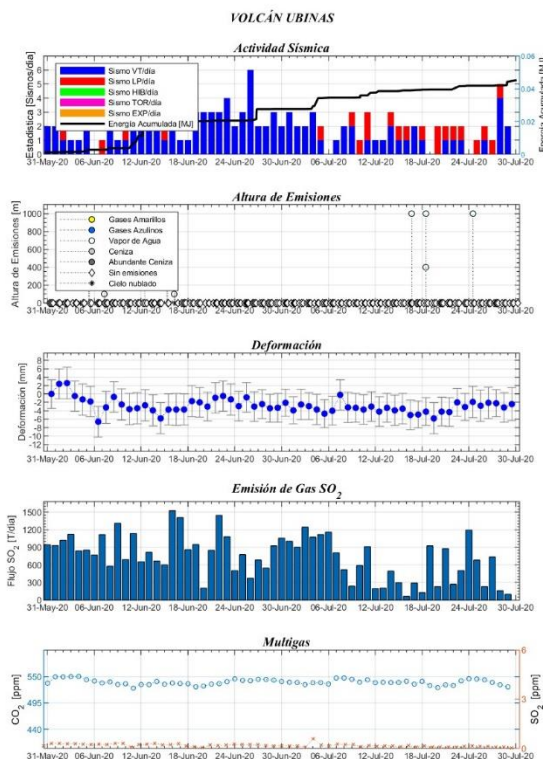 VOLCÁN UBINAS
Actividad Sísmica
Estadística [Sismos/día]
6
5
4
3
2
1
0
Sismo VT/día
Sismo LP/día
Sismo HIB/día
Sismo TOR/día
Sismo EXP/día
Energía Acumulada [MJ]
0.06
0.04
0.02
0
Energía Acumulada [MJ]
31-May-20 06-Jun-20 12-Jun-20 18-Jun-20 24-Jun-20 30-Jun-20 06-Jul-20 12-Jul-20 18-Jul-20 24-Jul-20 30-Jul-20
Altura de Emisiones
Altura de Emisiones [m]
1000
800
600
400
200
0
Gases Amarillos
Gases Azulinos
Vapor de Agua
Ceniza
Abundante Ceniza
Sin emisiones
Cielo nublado
31-May-20 06-Jun-20 12-Jun-20 18-Jun-20 24-Jun-20 30-Jun-20 06-Jul-20 12-Jul-20 18-Jul-20 24-Jul-20 30-Jul-20
Deformación
Deformación [mm]
8
6
4
2
0
-2
-4
-6
-8
-10
-12
31-May-20 06-Jun-20 12-Jun-20 18-Jun-20 24-Jun-20 30-Jun-20 06-Jul-20 12-Jul-20 18-Jul-20 24-Jul-20 30-Jul-20
Emisión de Gas SO2
Flujo SO2 [T/día]
1500
1200
900
600
300
0
31-May-20 06-Jun-20 12-Jun-20 18-Jun-20 24-Jun-20 30-Jun-20 06-Jul-20 12-Jul-20 18-Jul-20 24-Jul-20 30-Jul-20
Multigas
CO2 [ppm]
550
495
440
6
3
0
SO2 [ppm]
31-May-20 06-Jun-20 12-Jun-20 18-Jun-20 24-Jun-20 30-Jun-20 06-Jul-20 12-Jul-20 18-Jul-20 24-Jul-20 30-Jul-20